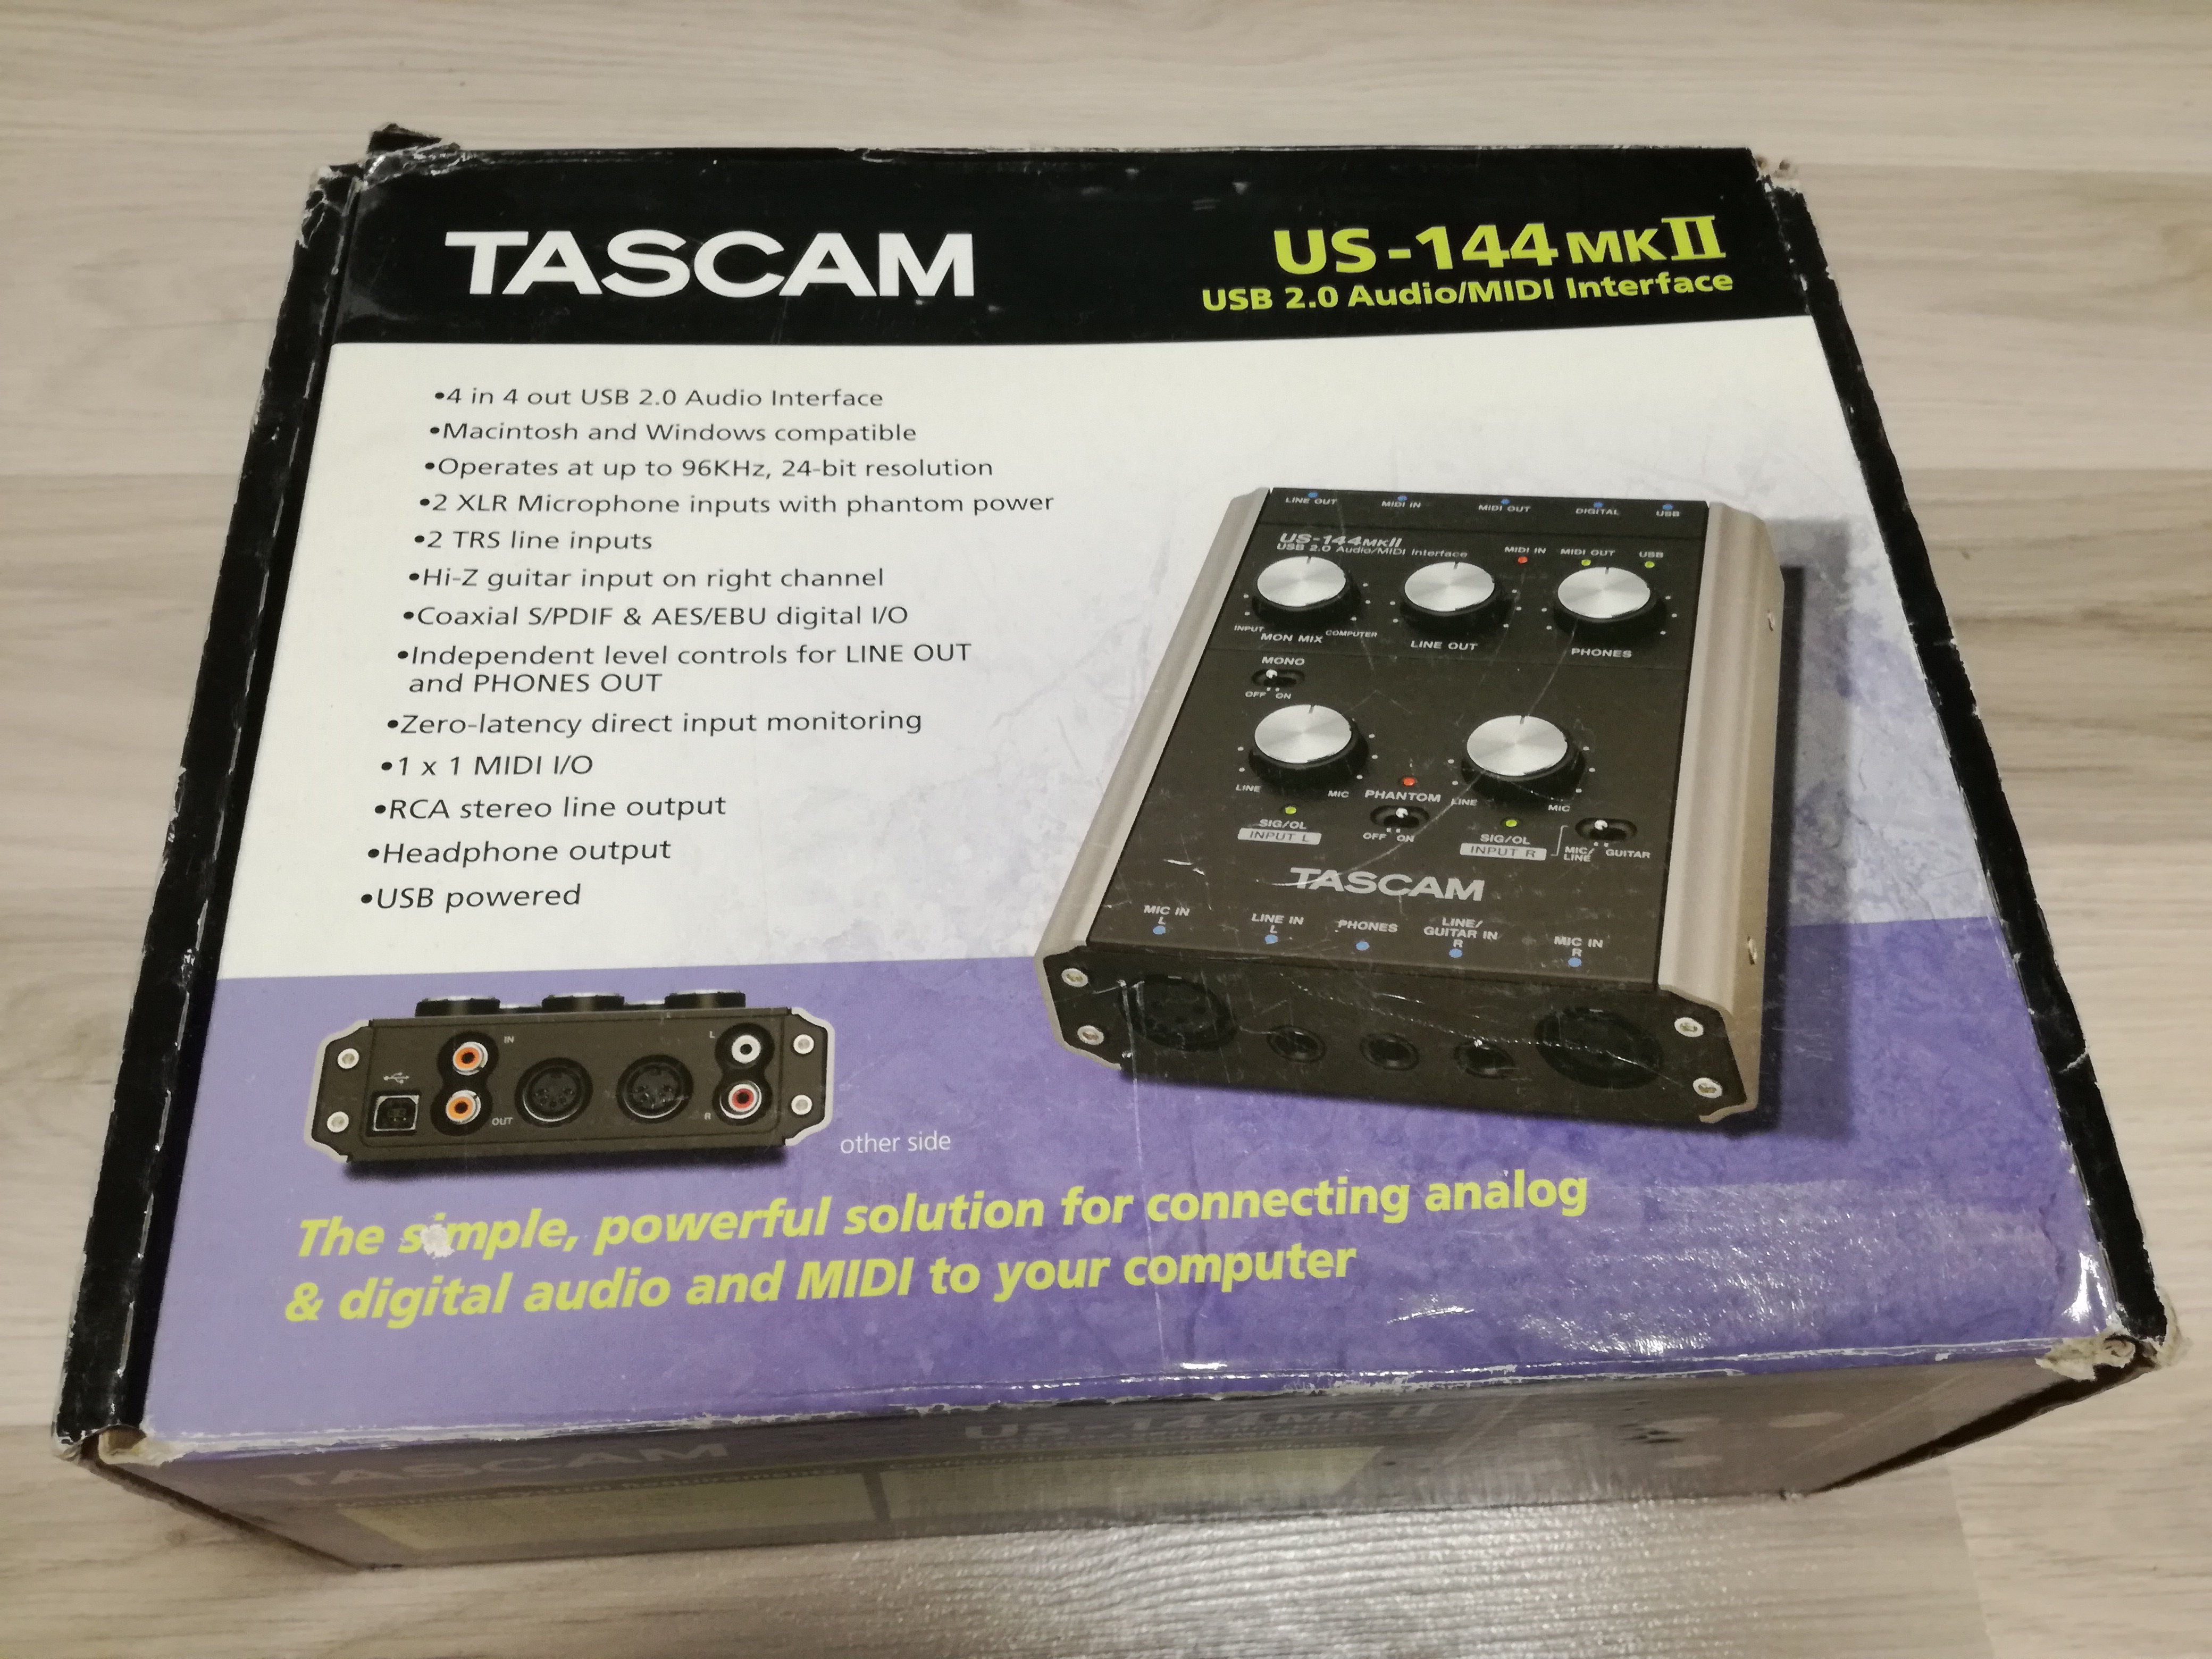 TASCAM
US-144MKII
USB 2.0 Audio/MIDI Interface
•4 in 4 out USB 2.0 Audio Interface
•Macintosh and Windows compatible
•Operates at up to 96KHz, 24-bit resolution
•2 XLR Microphone inputs with phantom power
•2 TRS line inputs
•Hi-Z guitar input on right channel
•Coaxial S/PDIF & AES/EBU digital I/O
•Independent level controls for LINE OUT
and PHONES OUT
•Zero-latency direct input monitoring
•1 x 1 MIDI I/O
•RCA stereo line output
•Headphone output
•USB powered
LINE OUT MIDI IN MIDI OUT DIGITAL USB
US-144MKII
USB 2.0 Audio/MIDI Interface
MIDI IN MIDI OUT USB
INPUT MON MIX COMPUTER LINE OUT PHONES
MONO
OFF ON
LINE MIC PHANTOM LINE MIC
SIG/OL OFF ON SIG/OL
INPUT L INPUT R MIC/LINE GUITAR
TASCAM
MIC IN L LINE IN L PHONES LINE/GUITAR IN R MIC IN R
IN L
OUT R
other side
The simple, powerful solution for connecting analog
& digital audio and MIDI to your computer
TASCAM US-144MKII